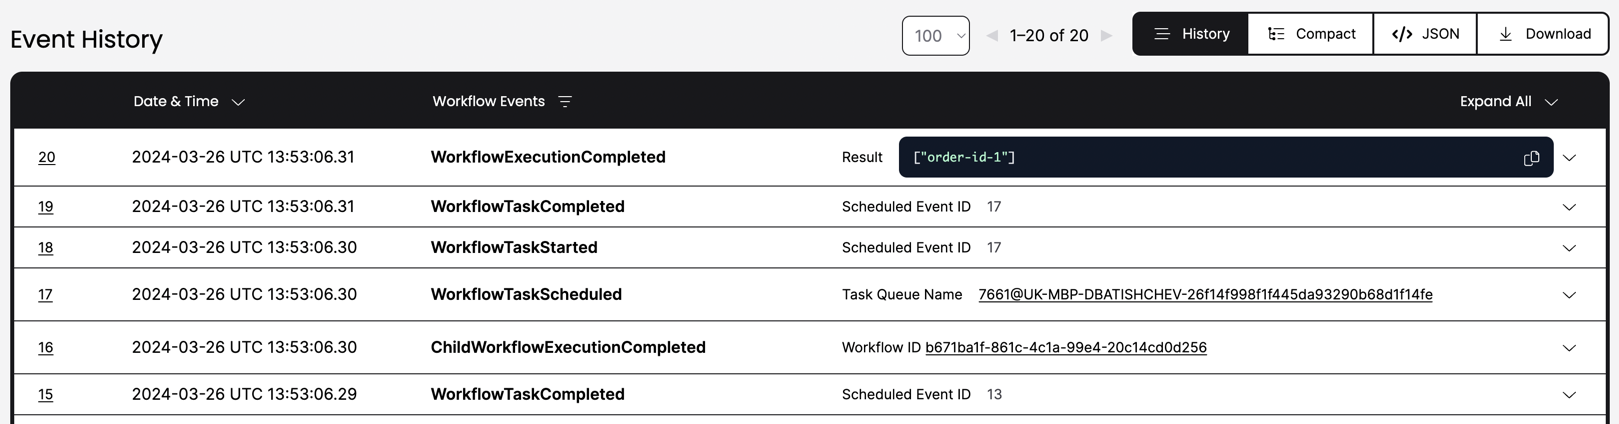 Event History
100
1–20 of 20
History
Compact
JSON
Download
Date & Time
Workflow Events
Expand All
20 2024-03-26 UTC 13:53:06.31 WorkflowExecutionCompleted Result ["order-id-1"]
19 2024-03-26 UTC 13:53:06.31 WorkflowTaskCompleted Scheduled Event ID 17
18 2024-03-26 UTC 13:53:06.30 WorkflowTaskStarted Scheduled Event ID 17
17 2024-03-26 UTC 13:53:06.30 WorkflowTaskScheduled Task Queue Name 7661@UK-MBP-DBATISHCHEV-26f14f998f1f445da93290b68d1f14fe
16 2024-03-26 UTC 13:53:06.30 ChildWorkflowExecutionCompleted Workflow ID b671ba1f-861c-4c1a-99e4-20c14cd0d256
15 2024-03-26 UTC 13:53:06.29 WorkflowTaskCompleted Scheduled Event ID 13